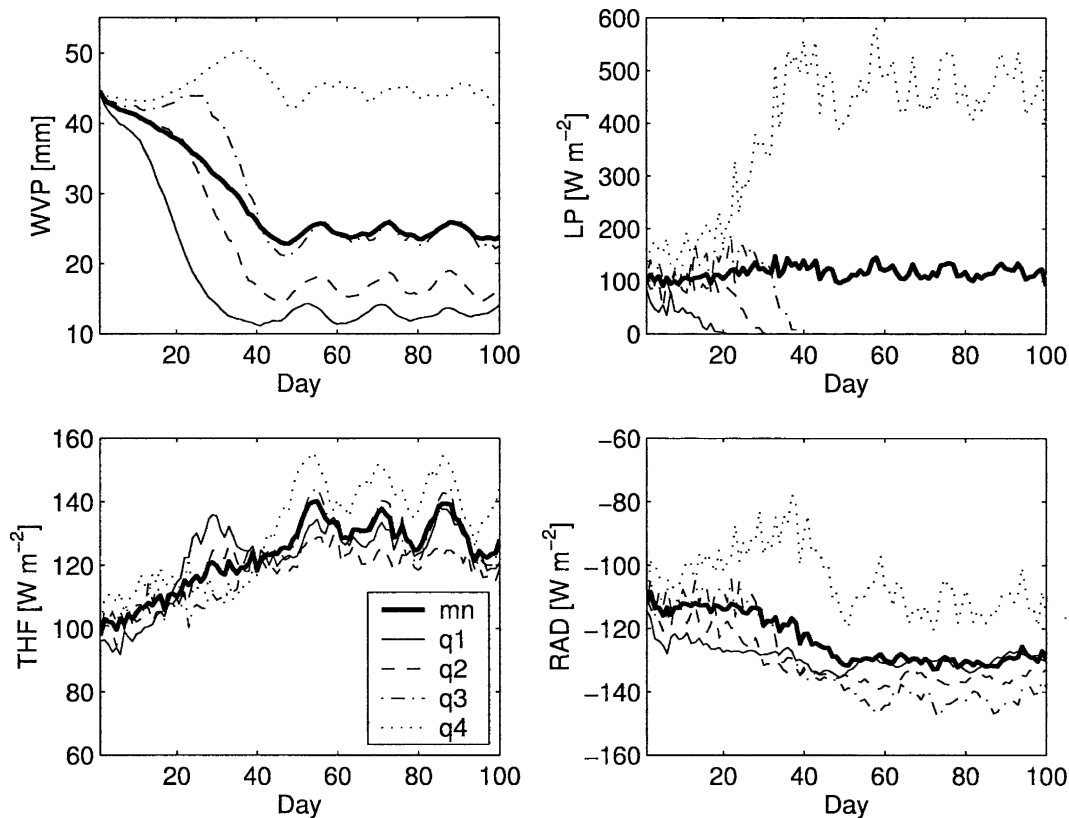 50
40
30
20
10
WVP [mm]
20 40 60 80 100
Day
600
500
400
300
200
100
0
LP [W m⁻²]
20 40 60 80 100
Day
160
140
120
100
80
60
THF [W m⁻²]
mn
q1
q2
q3
q4
20 40 60 80 100
Day
−60
−80
−100
−120
−140
−160
RAD [W m⁻²]
20 40 60 80 100
Day